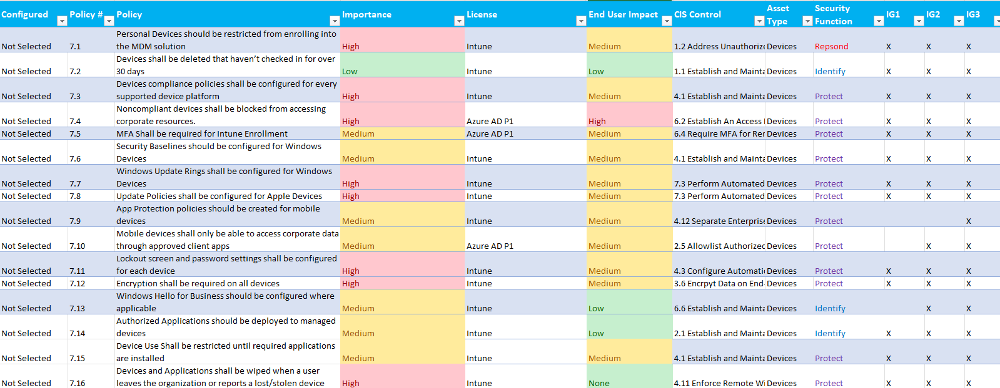 Configured Policy # Policy Importance License End User Impact CIS Control Asset Type Security Function IG1 IG2 IG3
Personal Devices should be restricted from enrolling into
Not Selected 7.1 the MDM solution High Intune Medium 1.2 Address Unauthorize Devices Repsond X X X
Devices shall be deleted that haven't checked in for over
Not Selected 7.2 30 days Low Intune Low 1.1 Establish and Mainta Devices Identify X X X
Devices compliance policies shall be configured for every
Not Selected 7.3 supported device platform High Intune Medium 4.1 Establish and Mainta Devices Protect X X X
Noncompliant devices shall be blocked from accessing
Not Selected 7.4 corporate resources. High Azure AD P1 High 6.2 Establish An Access Devices Protect X X X
Not Selected 7.5 MFA Shall be required for Intune Enrollment Medium Azure AD P1 Medium 6.4 Require MFA for Rer Devices Protect X X X
Security Baselines should be configured for Windows
Not Selected 7.6 Devices Medium Intune Medium 4.1 Establish and Mainta Devices Protect X X X
Windows Update Rings shall be configured for Windows
Not Selected 7.7 Devices High Intune Medium 7.3 Perform Automated Devices Protect X X X
Not Selected 7.8 Update Policies shall be configured for Apple Devices High Intune Medium 7.3 Perform Automated Devices Protect X X X
App Protection policies should be created for mobile
Not Selected 7.9 devices Medium Intune Medium 4.12 Separate Enterprise Devices Protect X
Mobile devices shall only be able to access corporate data
Not Selected 7.10 through approved client apps Medium Azure AD P1 Medium 2.5 Allowlist Authorized Devices Protect X X
Lockout screen and password settings shall be configured
Not Selected 7.11 for each device High Intune Medium 4.3 Configure Automati Devices Protect X X X
Not Selected 7.12 Encryption shall be required on all devices High Intune Medium 3.6 Encrpyt Data on End- Devices Protect X X X
Windows Hello for Business should be configured where
Not Selected 7.13 applicable Medium Intune Low 6.6 Establish and Mainta Devices Identify X X
Authorized Applications should be deployed to managed
Not Selected 7.14 devices Medium Intune Low 2.1 Establish and Mainta Devices Identify X X X
Device Use Shall be restricted until required applications
Not Selected 7.15 are installed Medium Intune Medium 4.1 Establish and Mainta Devices Protect X X X
Devices and Applications shall be wiped when a user
Not Selected 7.16 leaves the organization or reports a lost/stolen device High Intune None 4.11 Enforce Remote Wi Devices Protect X X X